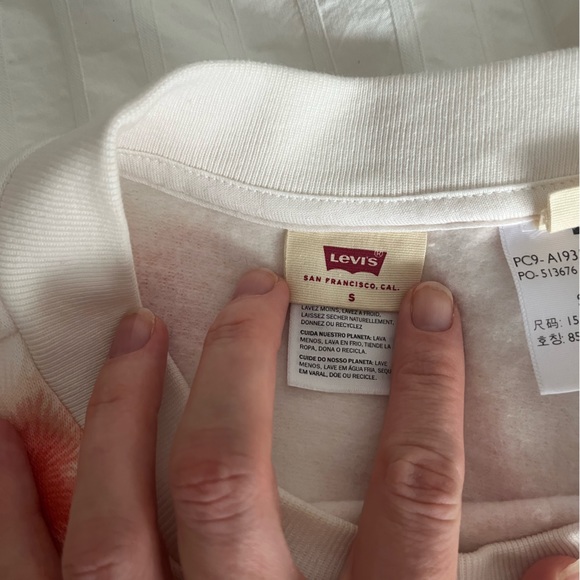 LEVI'S®
SAN FRANCISCO, CAL.
S
LAVEZ MOINS, LAVEZ A FROID,
LAISSEZ SECHER NATURELLEMENT,
DONNEZ OU RECYCLEZ
CUIDA NUESTRO PLANETA: LAVA
MENOS, LAVA EN FRIO, TIENDE LA
ROPA, DONA O RECICLA.
CUIDE DO NOSSO PLANETA: LAVE
MENOS, LAVE EM ÁGUA FRIA, SEQU
EM VARAL, DOE OU RECICLE.
PC9-A193
PO-513676
尺码: 15
호칭: 85